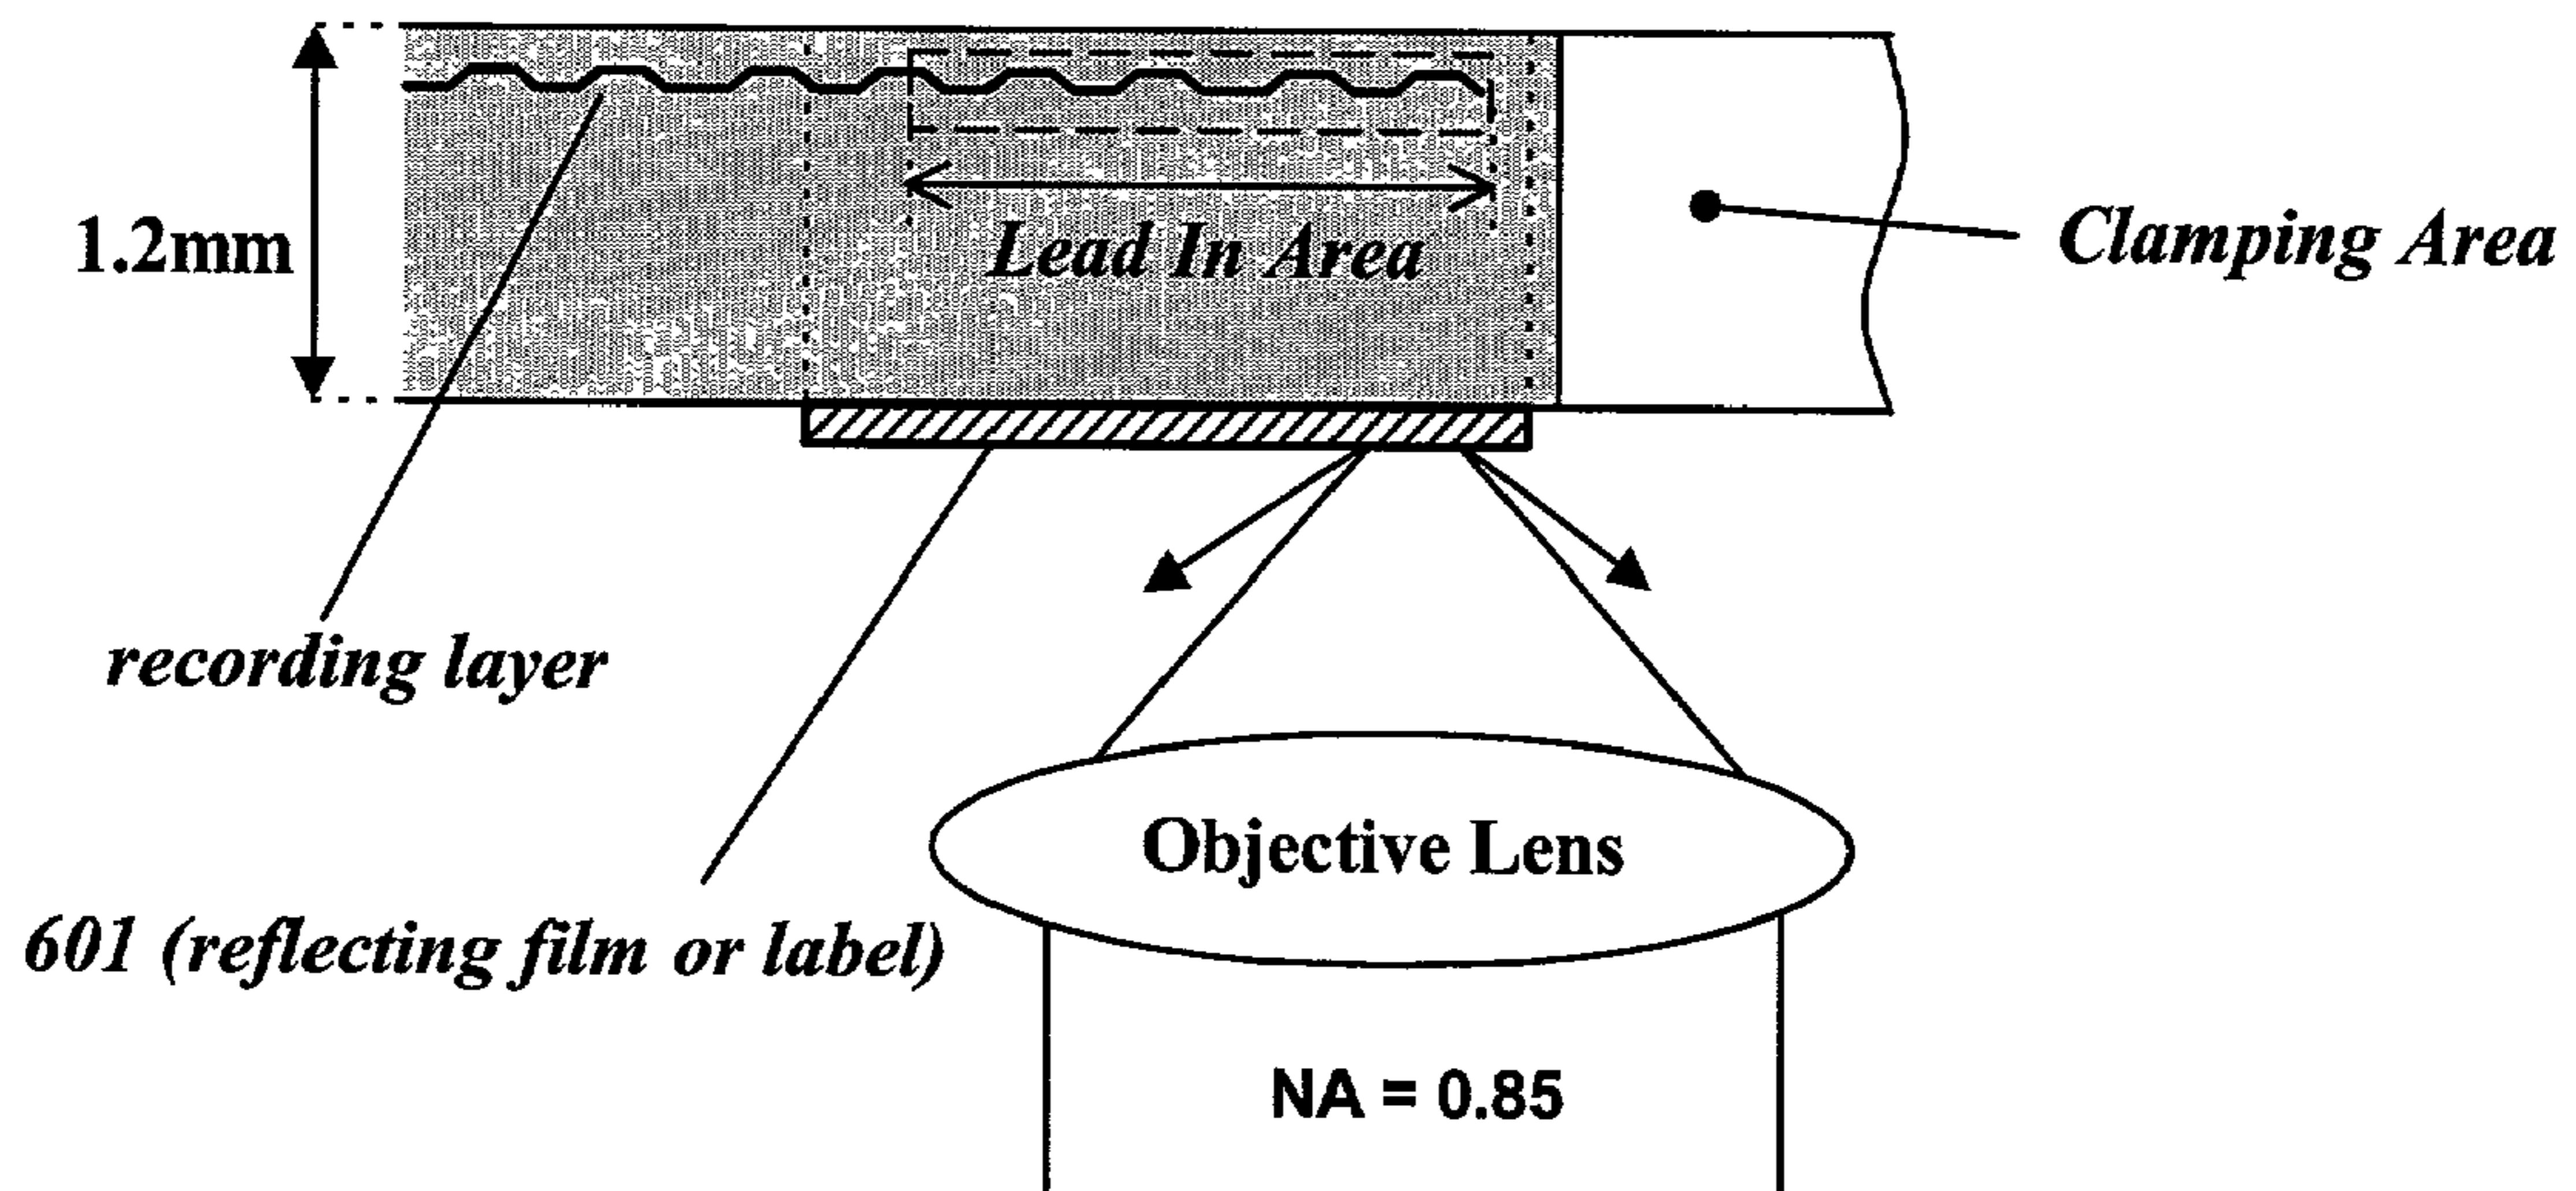 1.2mm
Lead In Area
Clamping Area
recording layer
601 (reflecting film or label)
Objective Lens
NA = 0.85